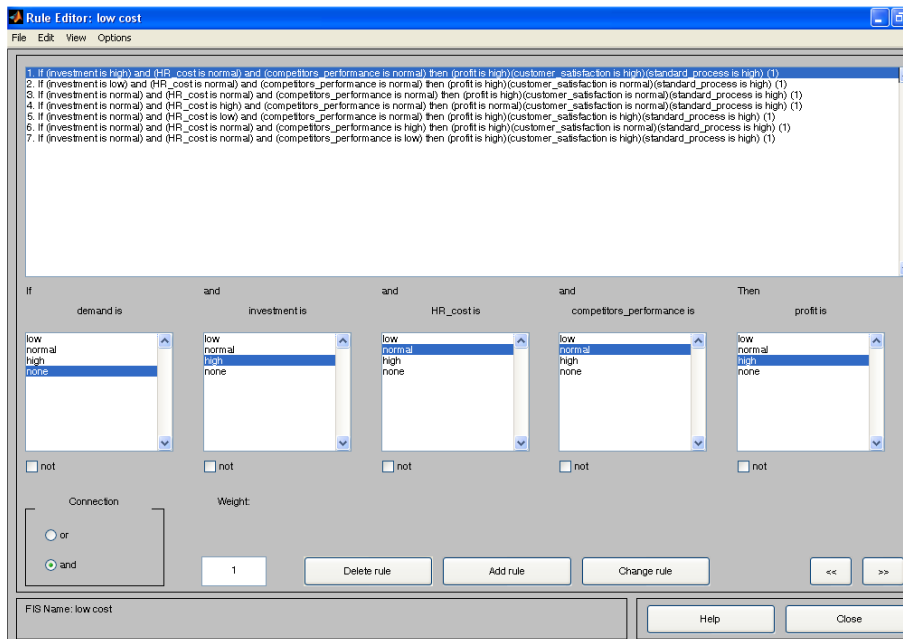 Rule Editor: low cost
File Edit View Options
1. If (investment is high) and (HR_cost is normal) and (competitors_performance is normal) then (profit is high)(customer_satisfaction is high)(standard_process is high) (1)
2. If (investment is low) and (HR_cost is normal) and (competitors_performance is normal) then (profit is high)(customer_satisfaction is normal)(standard_process is high) (1)
3. If (investment is normal) and (HR_cost is normal) and (competitors_performance is normal) then (profit is high)(customer_satisfaction is normal)(standard_process is high) (1)
4. If (investment is normal) and (HR_cost is high) and (competitors_performance is normal) then (profit is normal)(customer_satisfaction is normal)(standard_process is high) (1)
5. If (investment is normal) and (HR_cost is low) and (competitors_performance is normal) then (profit is high)(customer_satisfaction is high)(standard_process is high) (1)
6. If (investment is normal) and (HR_cost is normal) and (competitors_performance is high) then (profit is high)(customer_satisfaction is normal)(standard_process is high) (1)
7. If (investment is normal) and (HR_cost is normal) and (competitors_performance is low) then (profit is high)(customer_satisfaction is high)(standard_process is high) (1)
If and and and Then
demand is investment is HR_cost is competitors_performance is profit is
low low low low low
normal normal normal normal normal
high high high high high
none none none none none
not not not not not
Connection Weight:
or
and 1 Delete rule Add rule Change rule << >>
FIS Name: low cost
Help Close